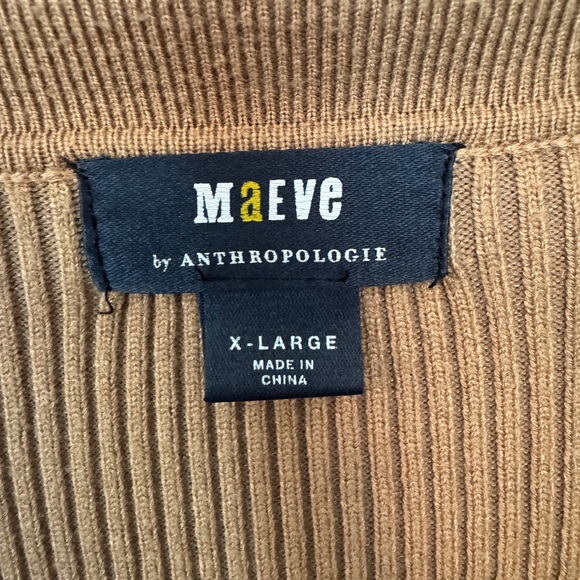 MaEVe
by ANTHROPOLOGIE
X-LARGE
MADE IN
CHINA